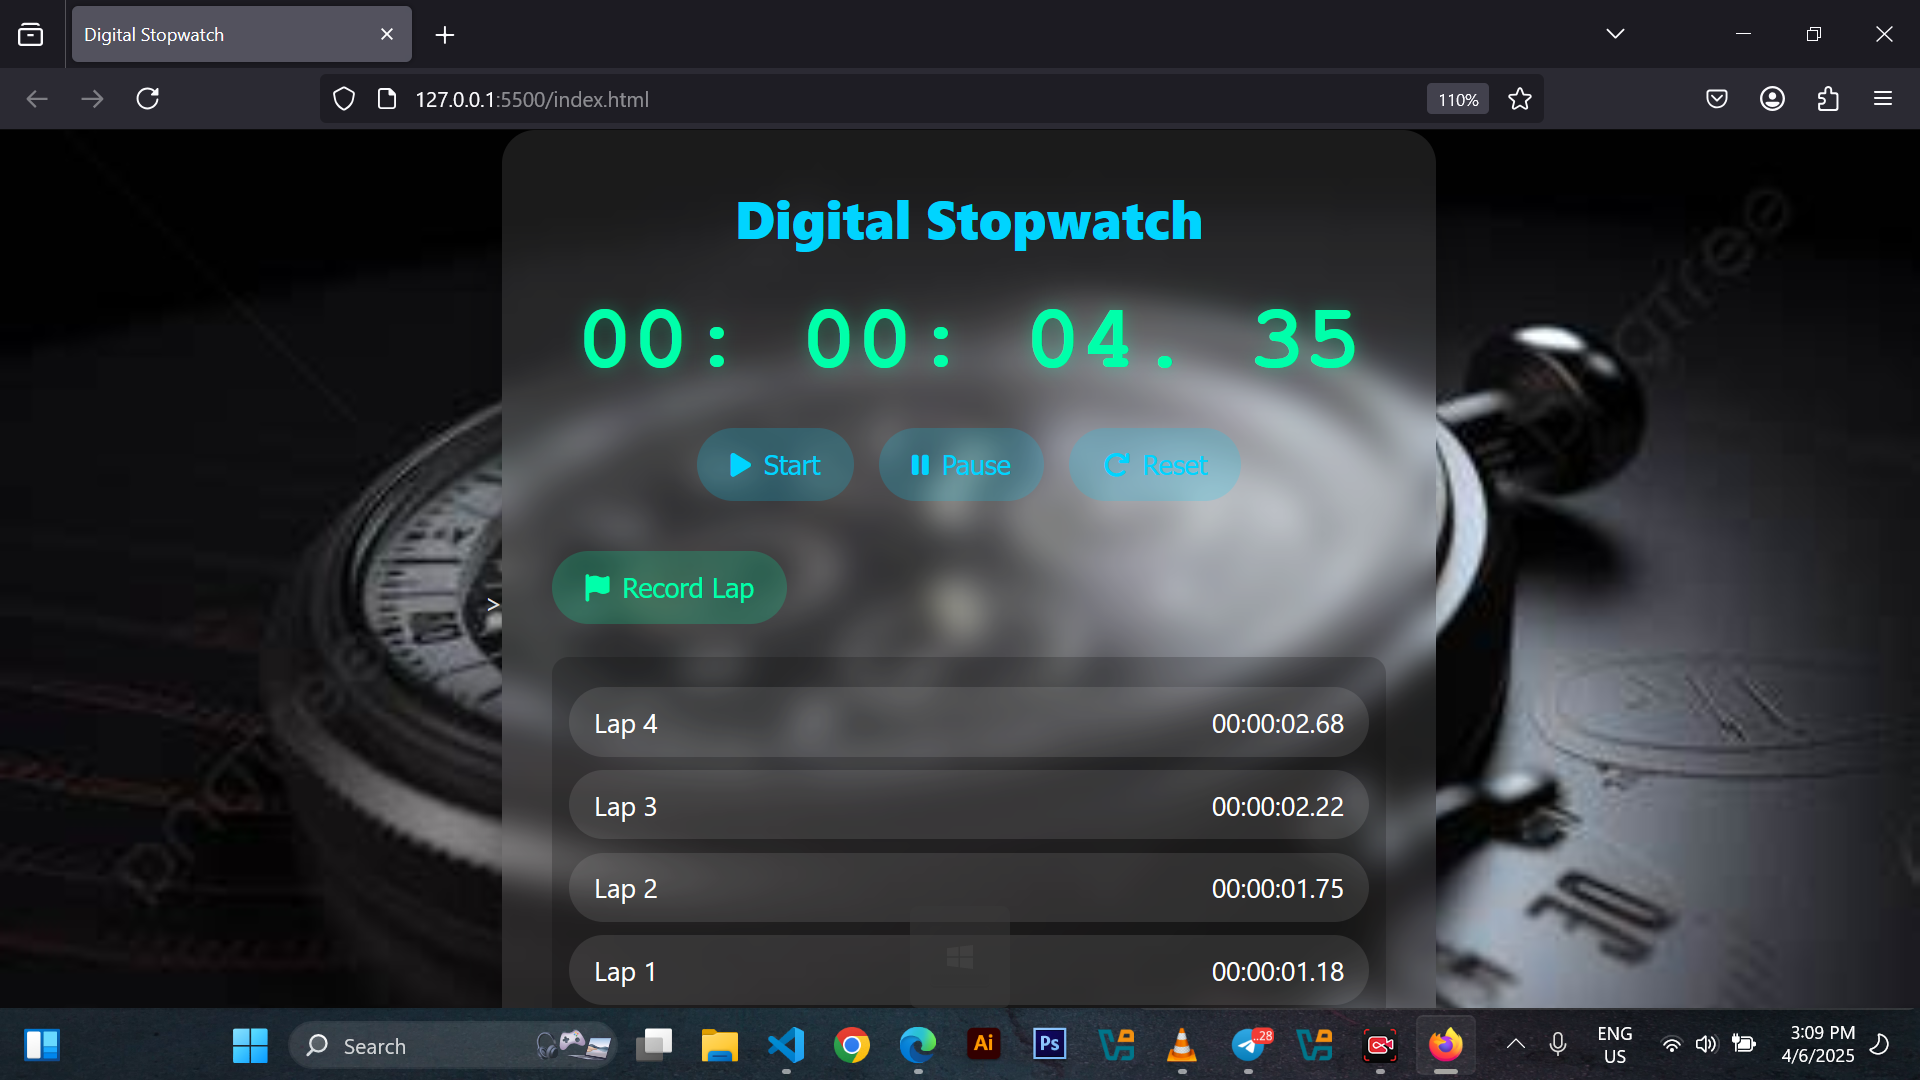 Digital Stopwatch
127.0.0.1:5500/index.html
110%
Digital Stopwatch
00: 00: 04. 35
Start
Pause
Reset
Record Lap
>
Lap 4 00:00:02.68
Lap 3 00:00:02.22
Lap 2 00:00:01.75
Lap 1 00:00:01.18
Search
Ai
Ps
..28
ENG
US
3:09 PM
4/6/2025